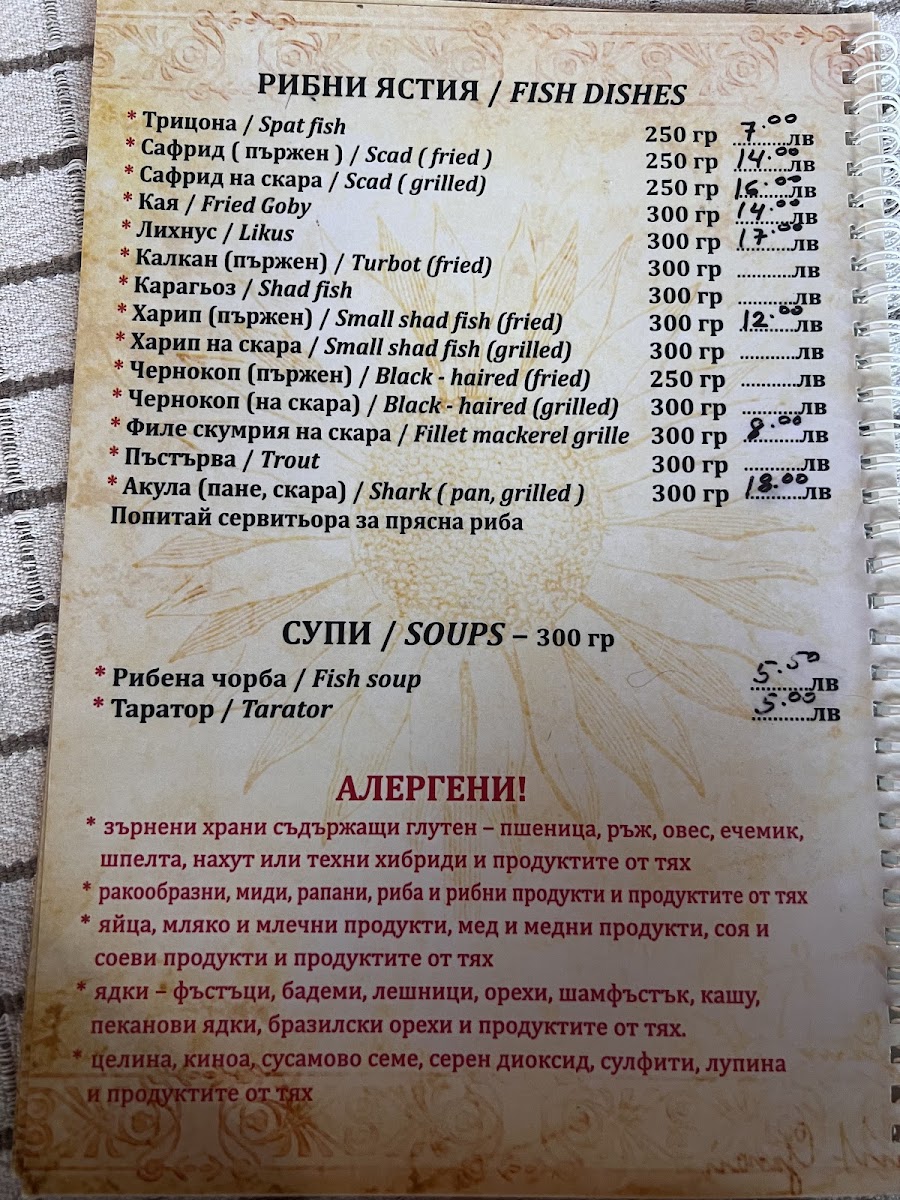 РИБНИ ЯСТИЯ / FISH DISHES
* Трицона / Spat fish 250 гр 7.00 лв
* Сафрид ( пържен ) / Scad ( fried ) 250 гр 14.00 лв
* Сафрид на скара / Scad ( grilled) 250 гр 16.00 лв
* Кая / Fried Goby 300 гр 14.00 лв
* Лихнус / Likus 300 гр 17.00 лв
* Калкан (пържен) / Turbot (fried) 300 гр ............лв
* Карагьоз / Shad fish 300 гр ............лв
* Харип (пържен) / Small shad fish (fried) 300 гр 12.00 лв
* Харип на скара / Small shad fish (grilled) 300 гр ............лв
* Чернокоп (пържен) / Black - haired (fried) 250 гр ............лв
* Чернокоп (на скара) / Black - haired (grilled) 300 гр ............лв
* Филе скумрия на скара / Fillet mackerel grille 300 гр 8.00 лв
* Пъстърва / Trout 300 гр ............лв
* Акула (пане, скара) / Shark ( pan, grilled ) 300 гр 18.00 лв
Попитай сервитьора за прясна риба
СУПИ / SOUPS – 300 гр
* Рибена чорба / Fish soup 5.50 лв
* Таратор / Tarator 5.00 лв
АЛЕРГЕНИ!
* зърнени храни съдържащи глутен – пшеница, ръж, овес, ечемик,
шпелта, нахут или техни хибриди и продуктите от тях
* ракообразни, миди, рапани, риба и рибни продукти и продуктите от тях
* яйца, мляко и млечни продукти, мед и медни продукти, соя и
соеви продукти и продуктите от тях
* ядки – фъстъци, бадеми, лешници, орехи, шамфъстък, кашу,
пеканови ядки, бразилски орехи и продуктите от тях.
* целина, киноа, сусамово семе, серен диоксид, сулфити, лупина
и продуктите от тях